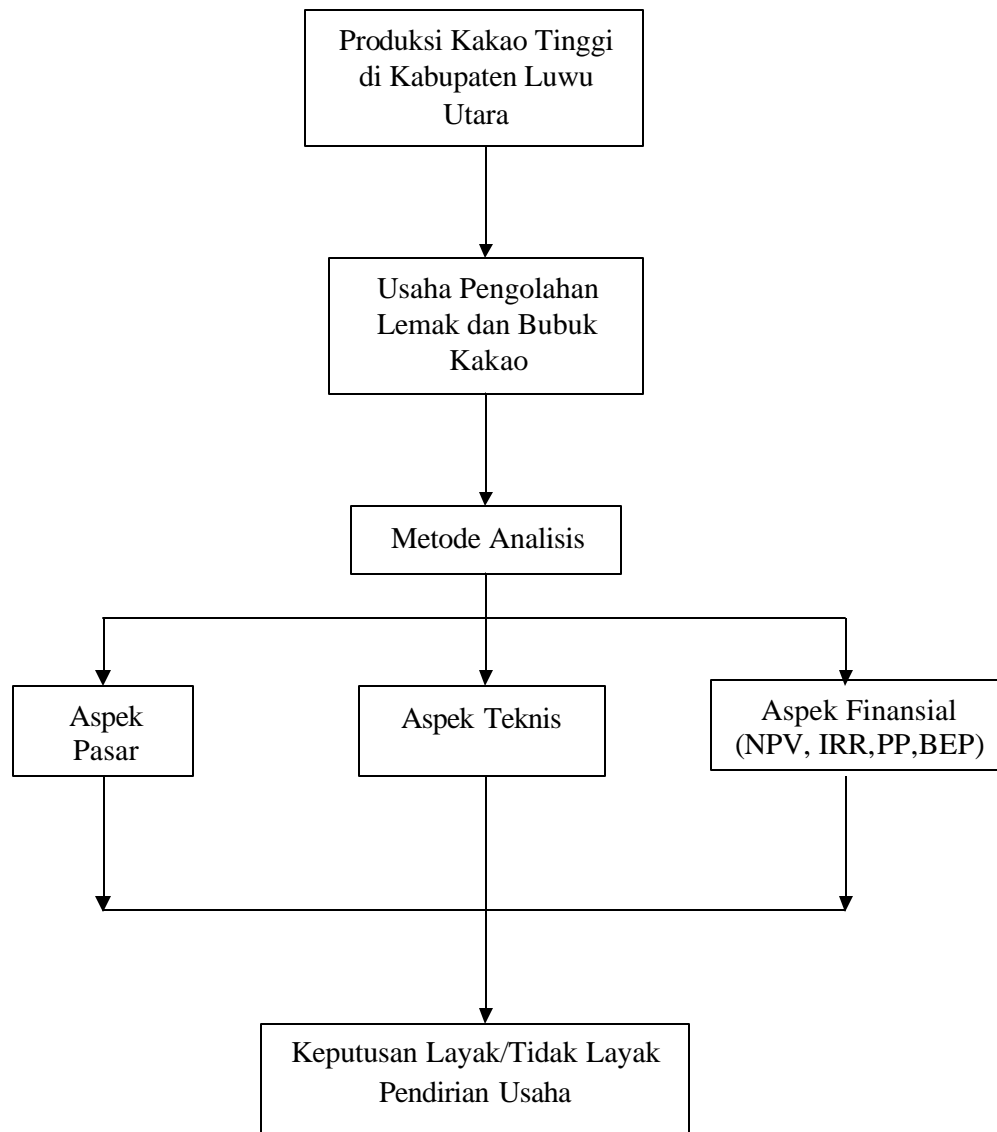 Produksi Kakao Tinggi
di Kabupaten Luwu
Utara
Usaha Pengolahan
Lemak dan Bubuk
Kakao
Metode Analisis
Aspek
Pasar
Aspek Teknis
Aspek Finansial
(NPV, IRR,PP,BEP)
Keputusan Layak/Tidak Layak
Pendirian Usaha